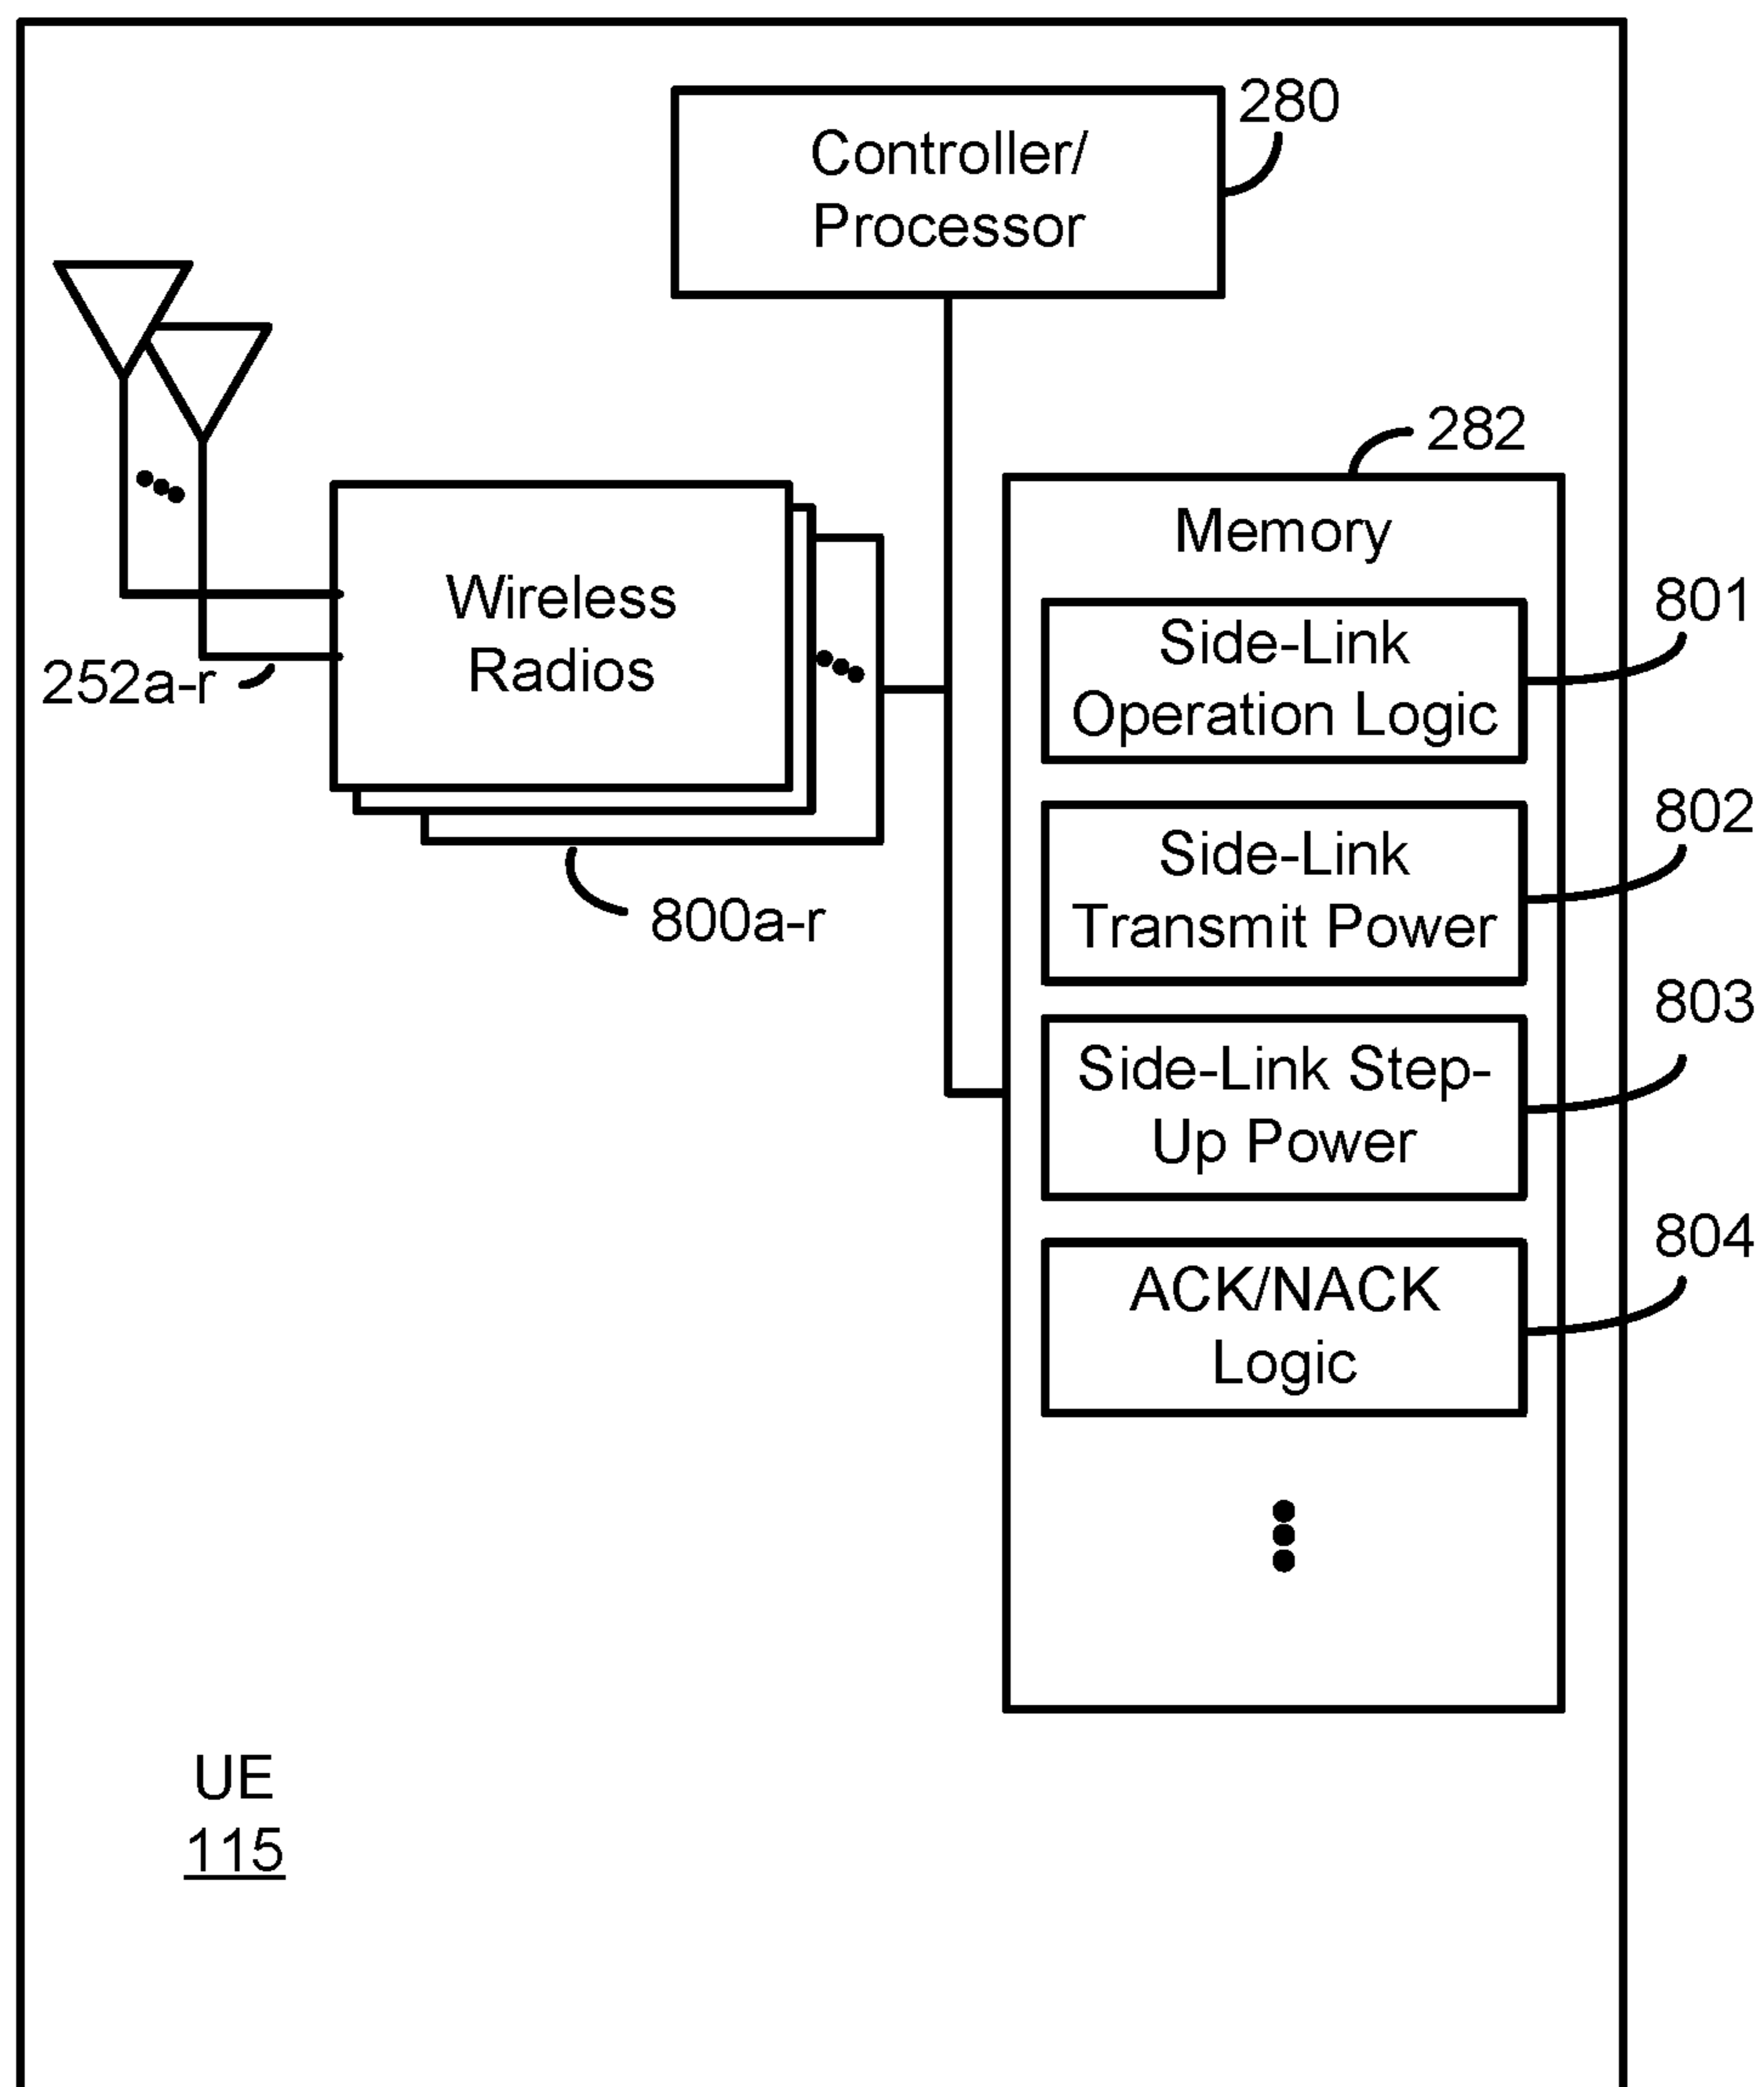 280
Controller/
Processor
282
Memory
Wireless
Radios
252a-r
800a-r
801
Side-Link
Operation Logic
802
Side-Link
Transmit Power
803
Side-Link Step-
Up Power
804
ACK/NACK
Logic
UE
115